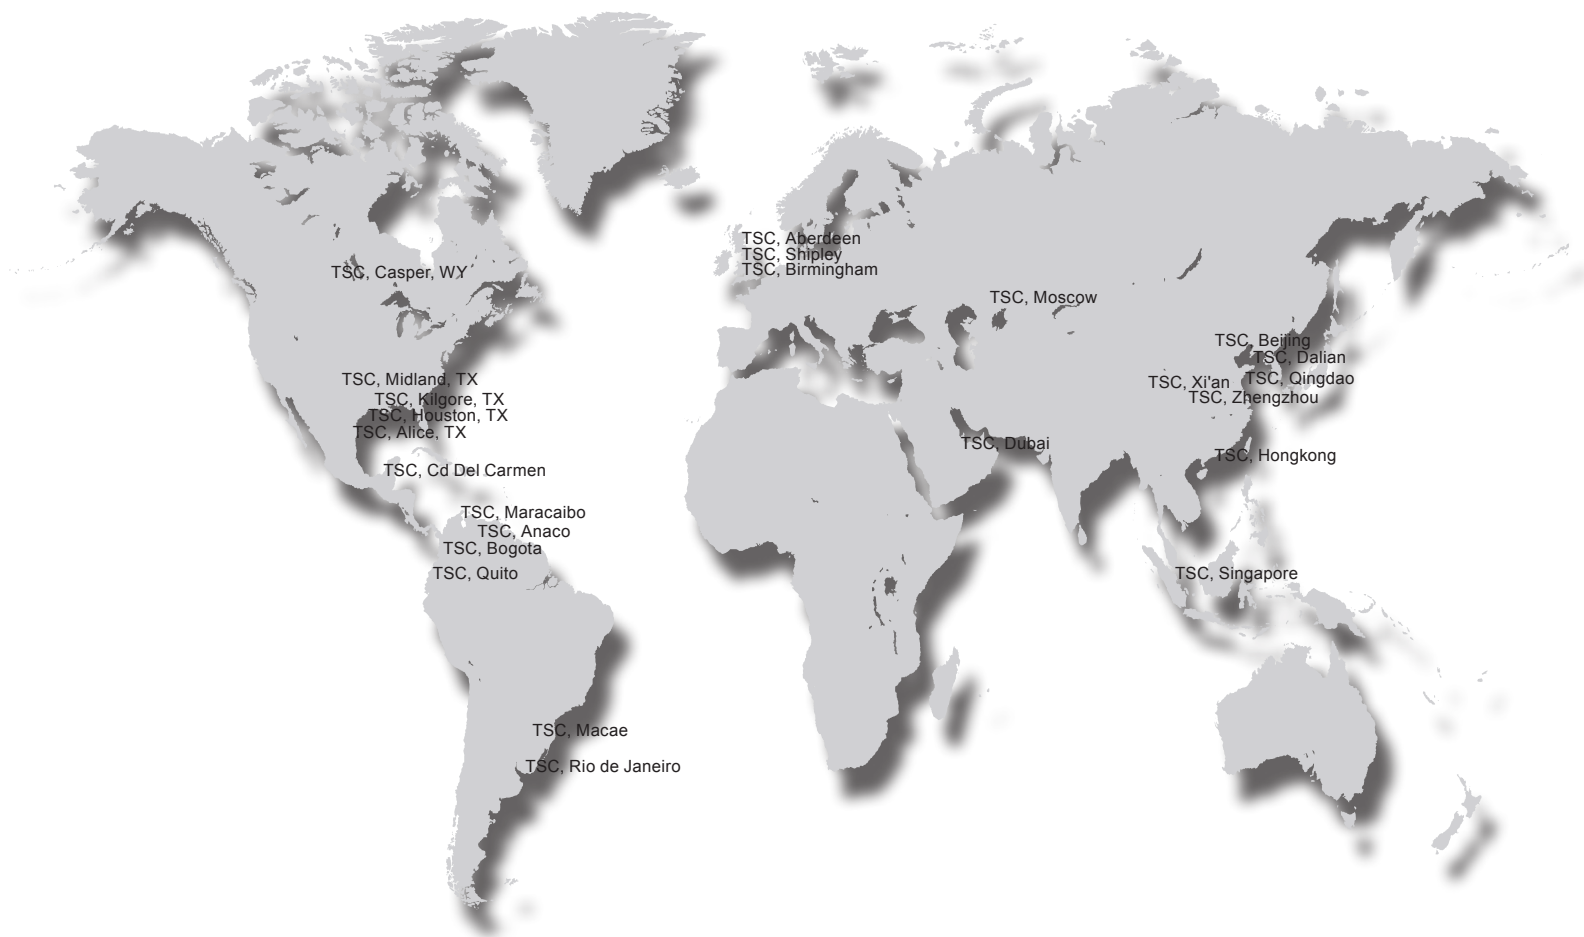 TSC, Aberdeen
TSC, Shipley
TSC, Birmingham
TSC, Casper, WY
TSC, Moscow
TSC, Beijing
TSC, Dalian
TSC, Midland, TX
TSC, Xi'an
TSC, Qingdao
TSC, Kilgore, TX
TSC, Zhengzhou
TSC, Houston, TX
TSC, Alice, TX
TSC, Dubai
TSC, Hongkong
TSC, Cd Del Carmen
TSC, Maracaibo
TSC, Anaco
TSC, Bogota
TSC, Quito
TSC, Singapore
TSC, Macae
TSC, Rio de Janeiro